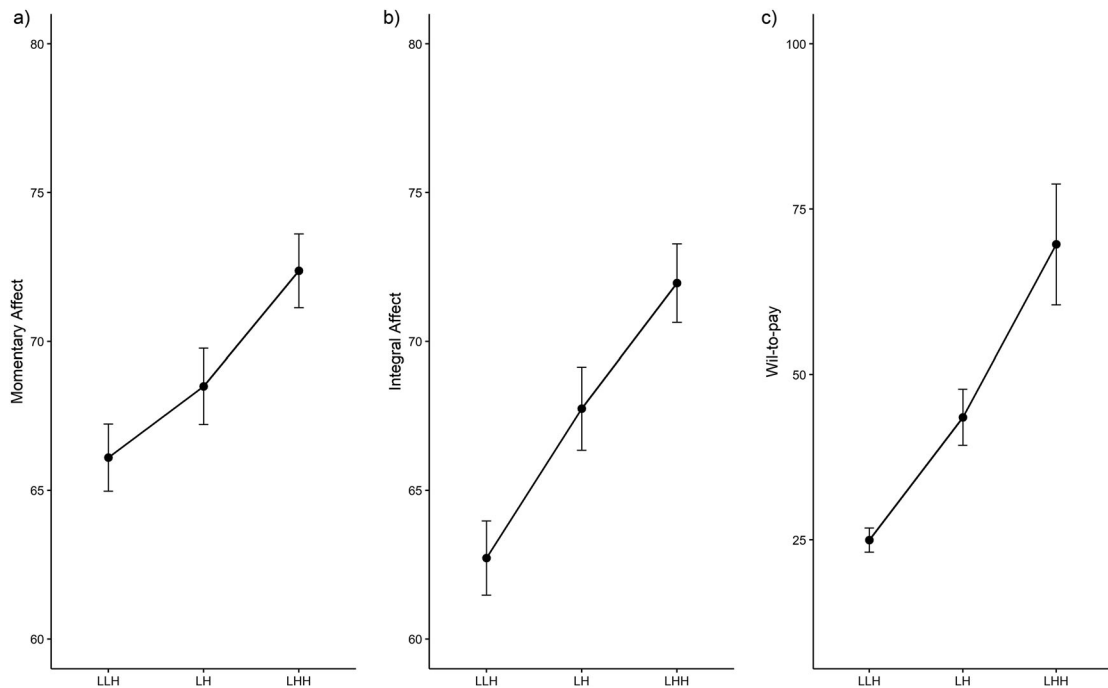 a)
80
75
70
65
60
Momentary Affect
LLH LH LHH
b)
80
75
70
65
60
Integral Affect
LLH LH LHH
c)
100
75
50
25
Wil-to-pay
LLH LH LHH